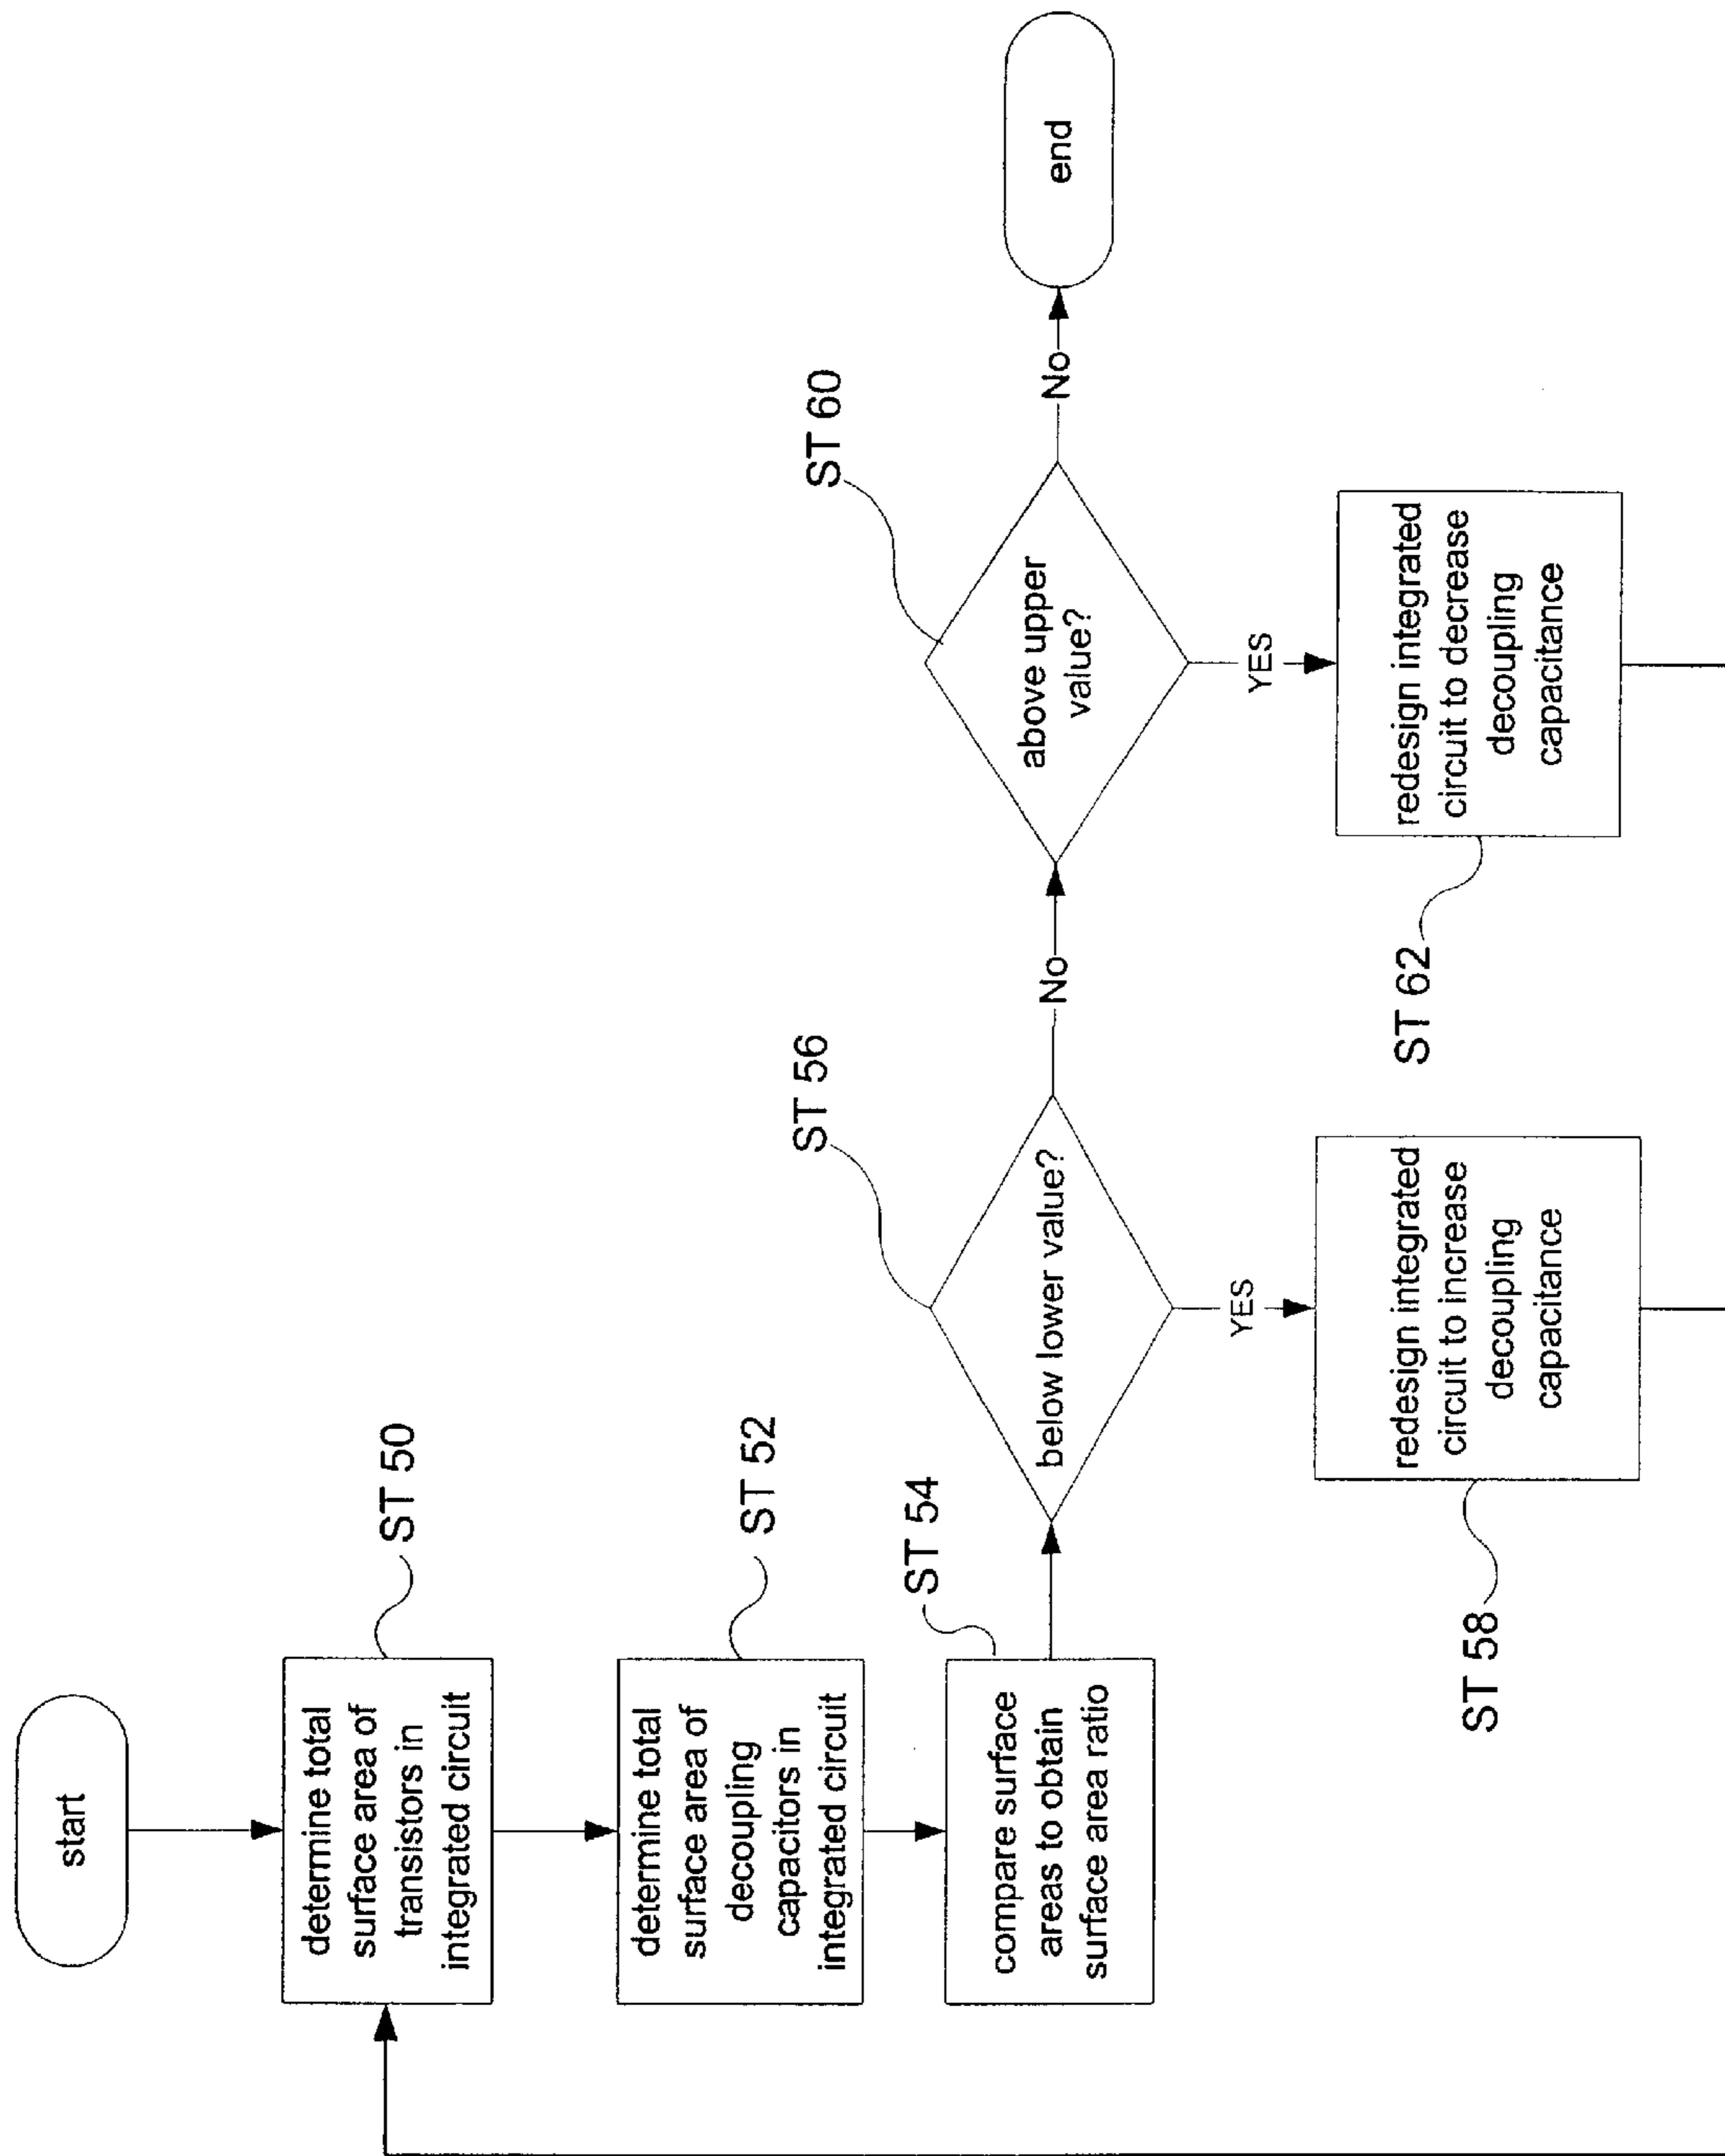 start
determine total
surface area of
transistors in
integrated circuit
ST 50
determine total
surface area of
decoupling
capacitors in
integrated circuit
ST 52
compare surface
areas to obtain
surface area ratio
ST 54
below lower value?
ST 56
YES
No
redesign integrated
circuit to increase
decoupling
capacitance
ST 58
above upper
value?
ST 60
YES
No
redesign integrated
circuit to decrease
decoupling
capacitance
ST 62
end